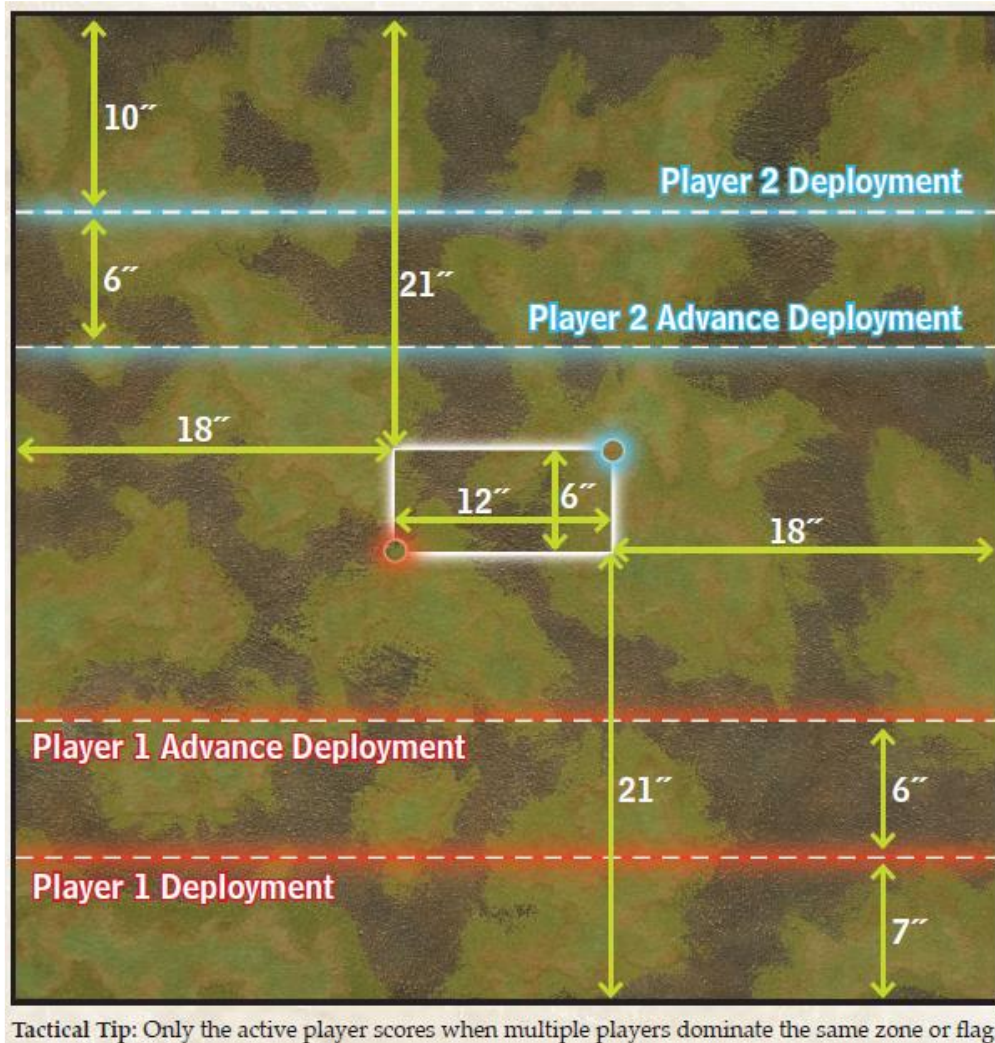 10″
Player 2 Deployment
6″
21″
Player 2 Advance Deployment
18″
12″
6″
18″
Player 1 Advance Deployment
21″
6″
Player 1 Deployment
7″
Tactical Tip: Only the active player scores when multiple players dominate the same zone or flag